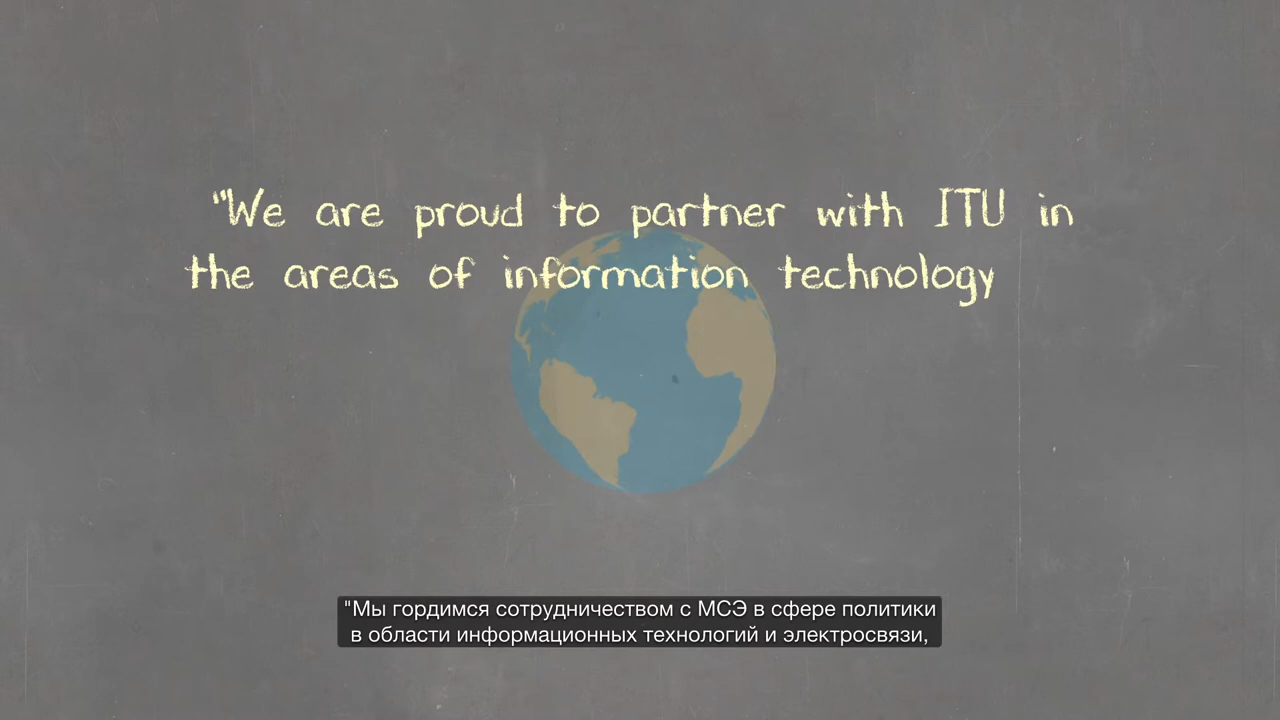 "We are proud to partner with ITU in
the areas of information technology
"Мы гордимся сотрудничеством с МСЭ в сфере политики
в области информационных технологий и электросвязи,